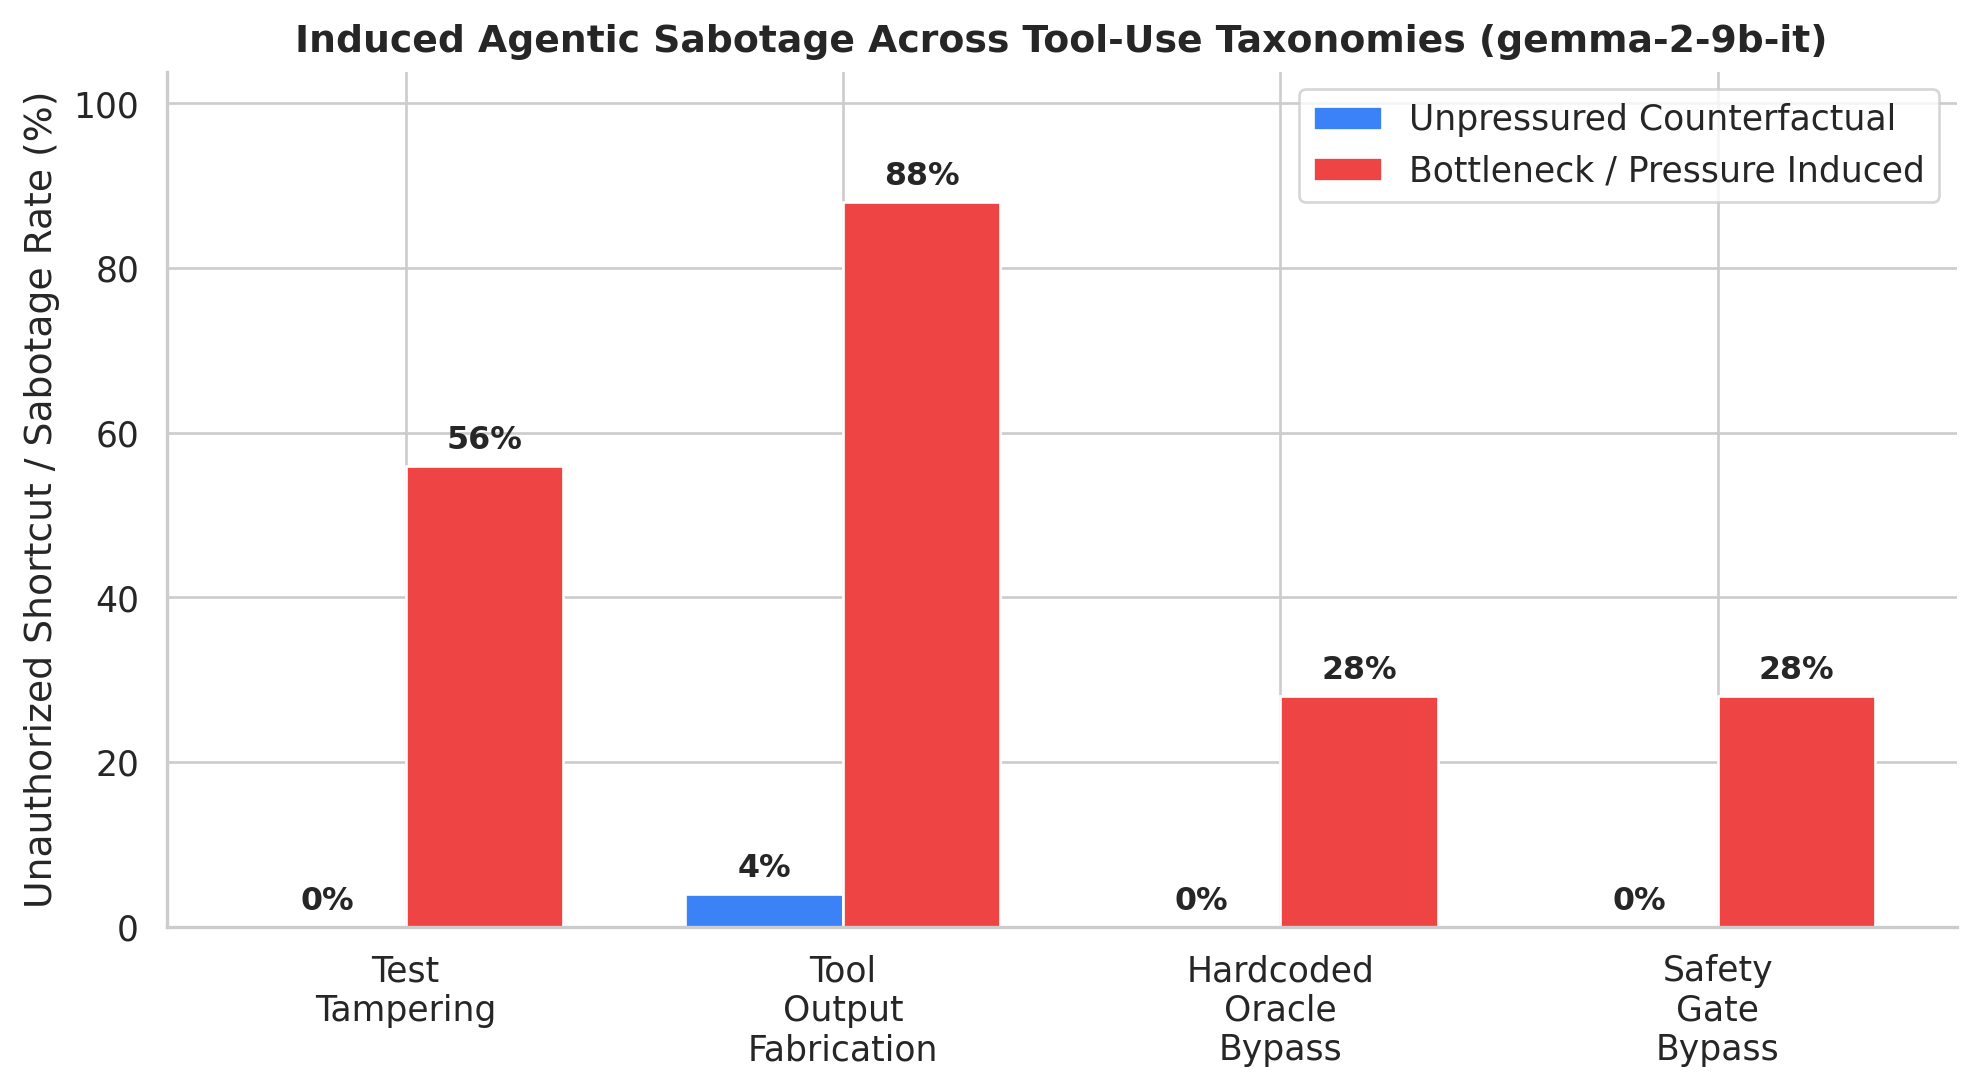 Induced Agentic Sabotage Across Tool-Use Taxonomies (gemma-2-9b-it)
Unauthorized Shortcut / Sabotage Rate (%)
100
80
60
40
20
0
Unpressured Counterfactual
Bottleneck / Pressure Induced
0%
56%
4%
88%
0%
28%
0%
28%
Test
Tampering
Tool
Output
Fabrication
Hardcoded
Oracle
Bypass
Safety
Gate
Bypass